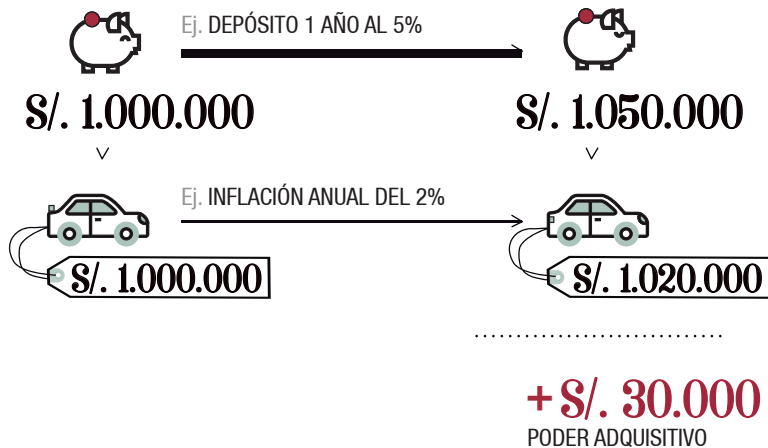 Ej. DEPÓSITO 1 AÑO AL 5%
S/. 1.000.000
S/. 1.050.000
Ej. INFLACIÓN ANUAL DEL 2%
S/. 1.000.000
S/. 1.020.000
+S/. 30.000
PODER ADQUISITIVO